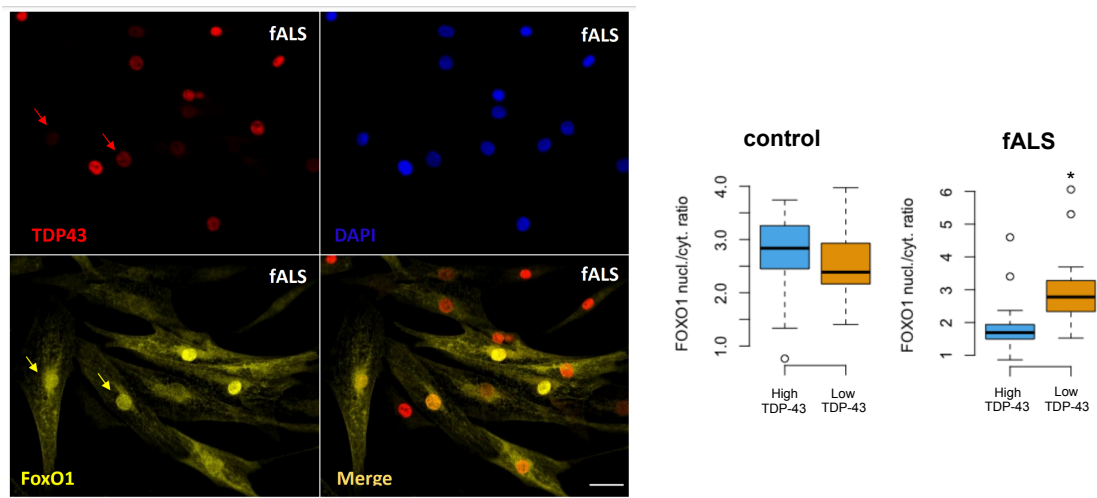 fALS
fALS
TDP43
DAPI
fALS
fALS
FoxO1
Merge
control
FOXO1 nucl./cyt. ratio
4.0
3.0
2.0
1.0
High
TDP-43
Low
TDP-43
fALS
*
FOXO1 nucl./cyt. ratio
6
5
4
3
2
1
High
TDP-43
Low
TDP-43